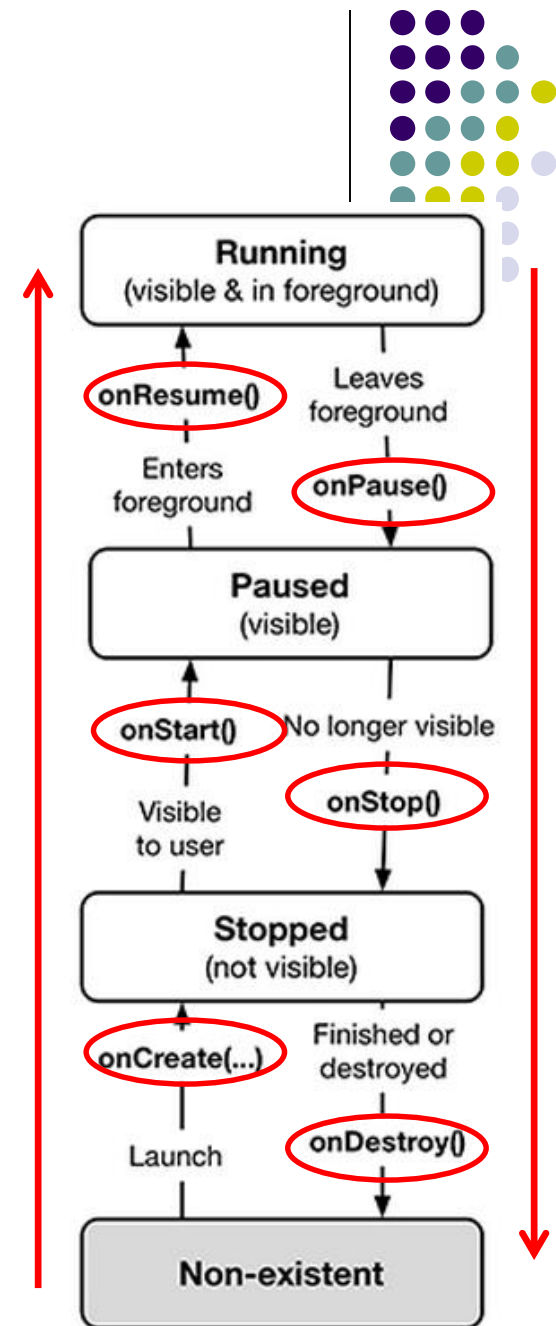 Running
(visible & in foreground)
onResume()
Leaves
foreground
Enters
foreground
onPause()
Paused
(visible)
onStart()
No longer visible
Visible
to user
onStop()
Stopped
(not visible)
onCreate(...)
Finished or
destroyed
Launch
onDestroy()
Non-existent